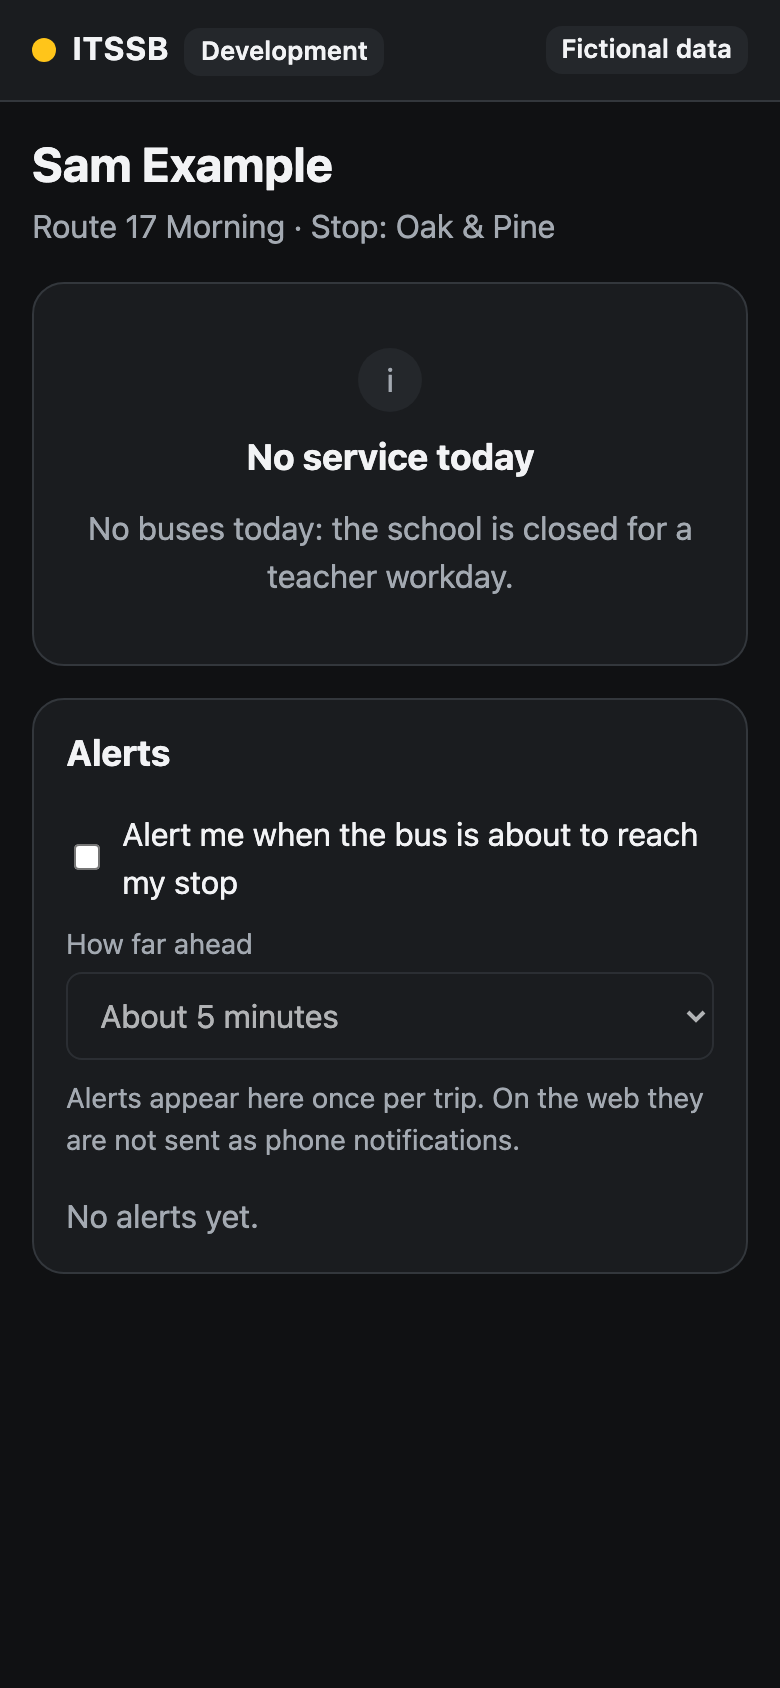 ITSSB Development Fictional data
Sam Example
Route 17 Morning · Stop: Oak & Pine
i
No service today
No buses today: the school is closed for a
teacher workday.
Alerts
Alert me when the bus is about to reach
my stop
How far ahead
About 5 minutes
Alerts appear here once per trip. On the web they
are not sent as phone notifications.
No alerts yet.